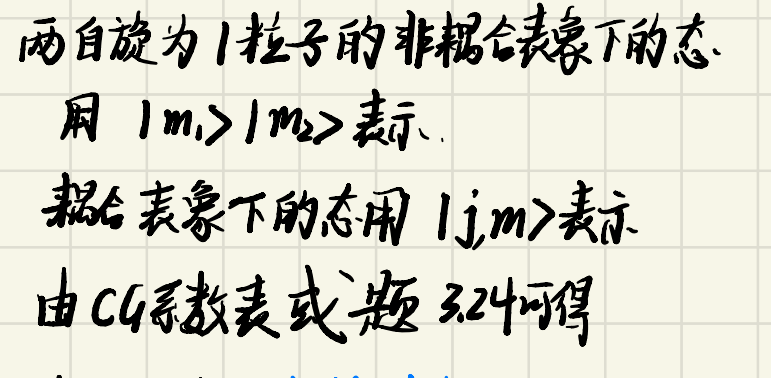 两自旋为1粒子的非耦合表象下的态.
用 |m₁>|m₂>表示、.
耦合表象下的态用 |j,m>表示
由CG系数表或题3.24可得